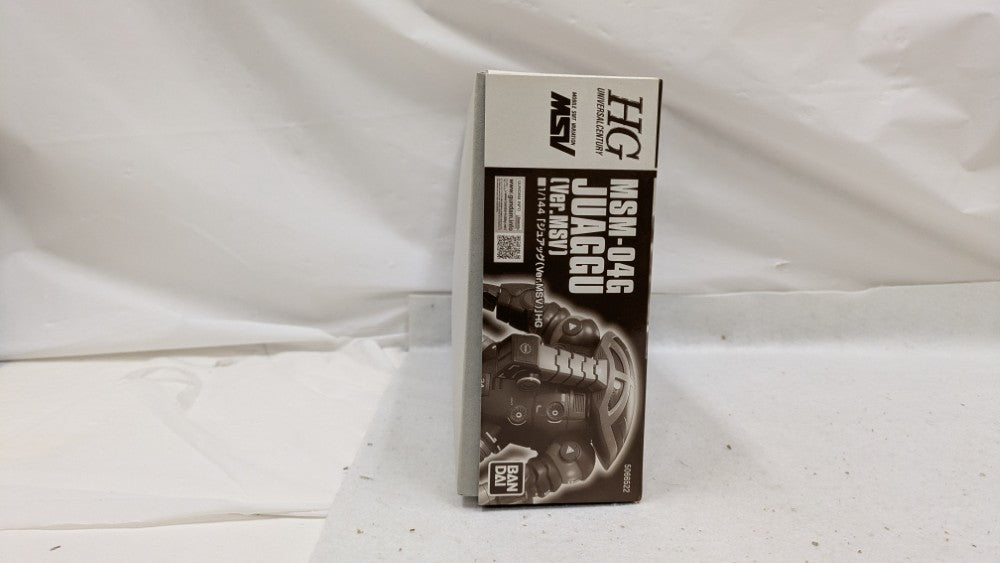 HG
UNIVERSAL CENTURY
MOBILE SUIT VARIATION
MSV
MSM-04G
JUAGGU
(Ver.MSV)
■1/144「ジュアッグ(Ver.MSV)」HG
www.gundam.info
BAN
DAI
5066522